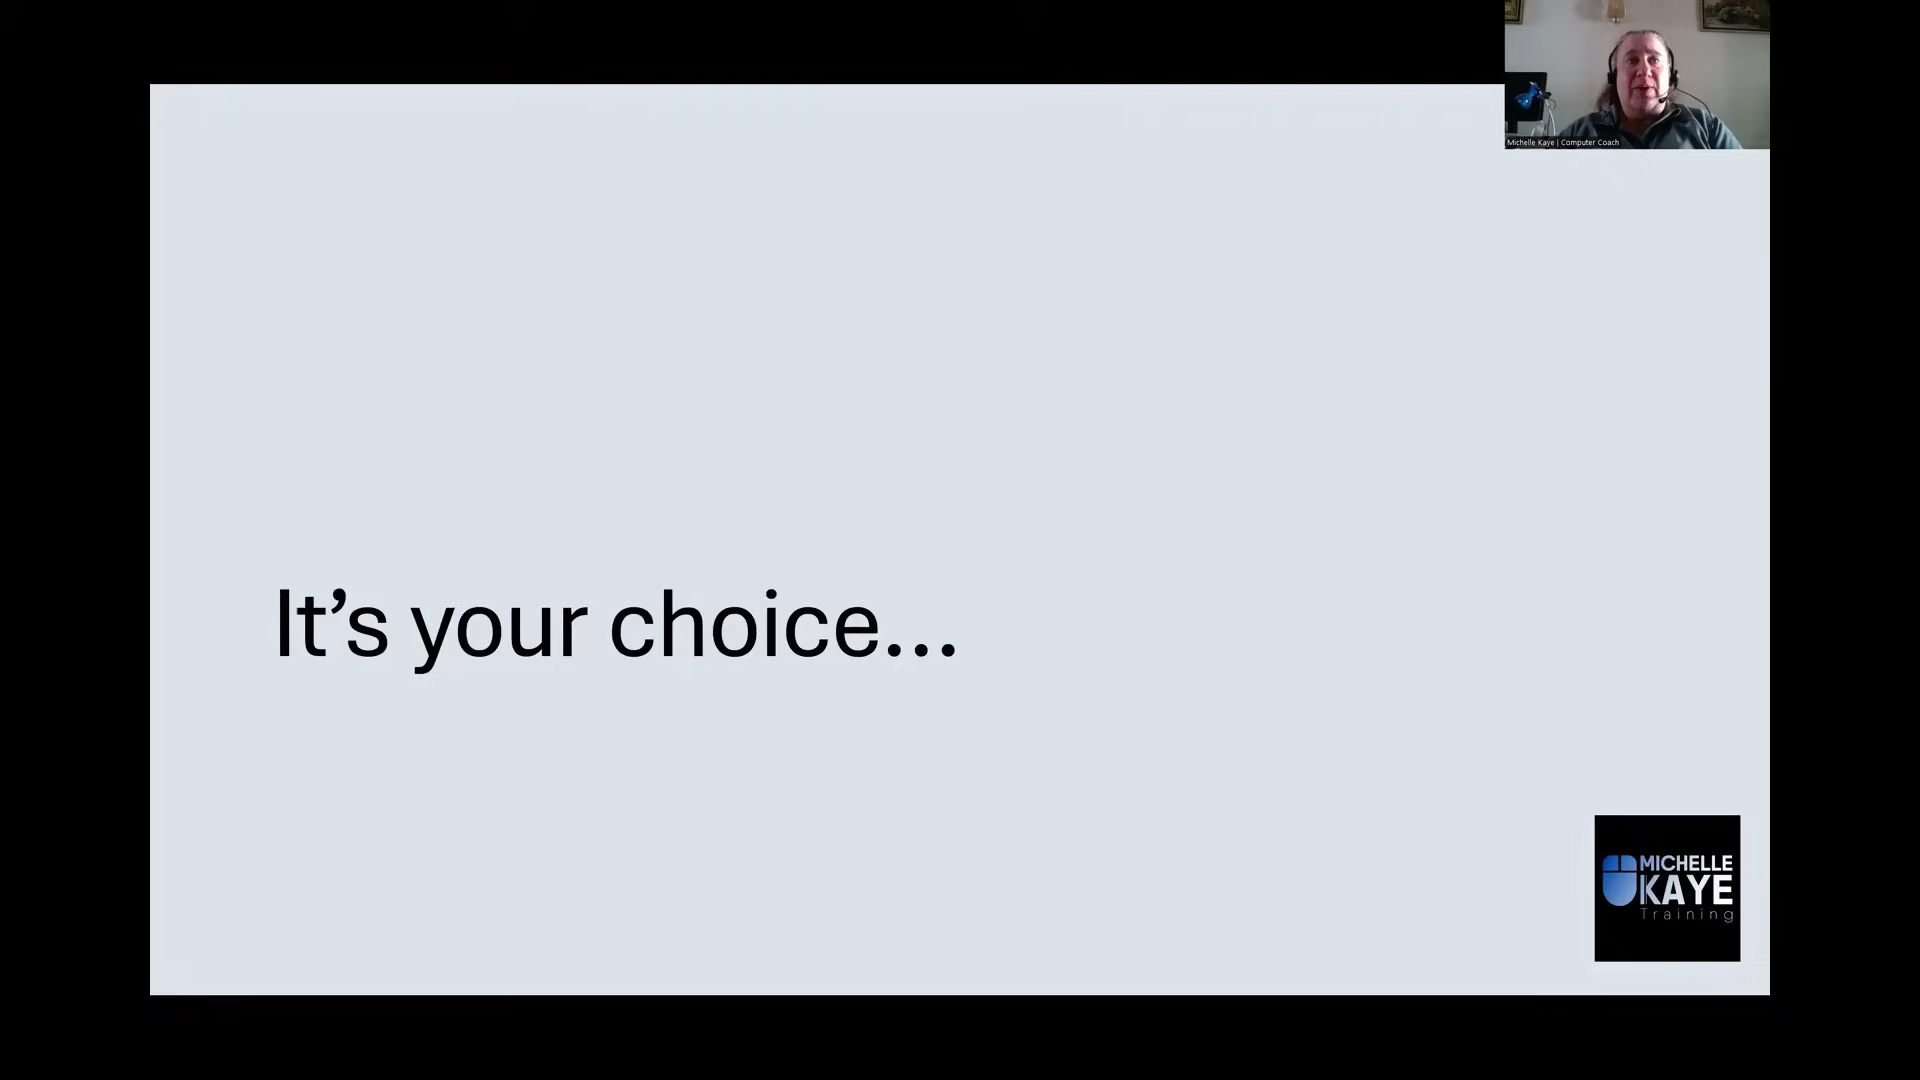 Michelle Kaye | Computer Coach
It’s your choice…
MICHELLE
KAYE
Training